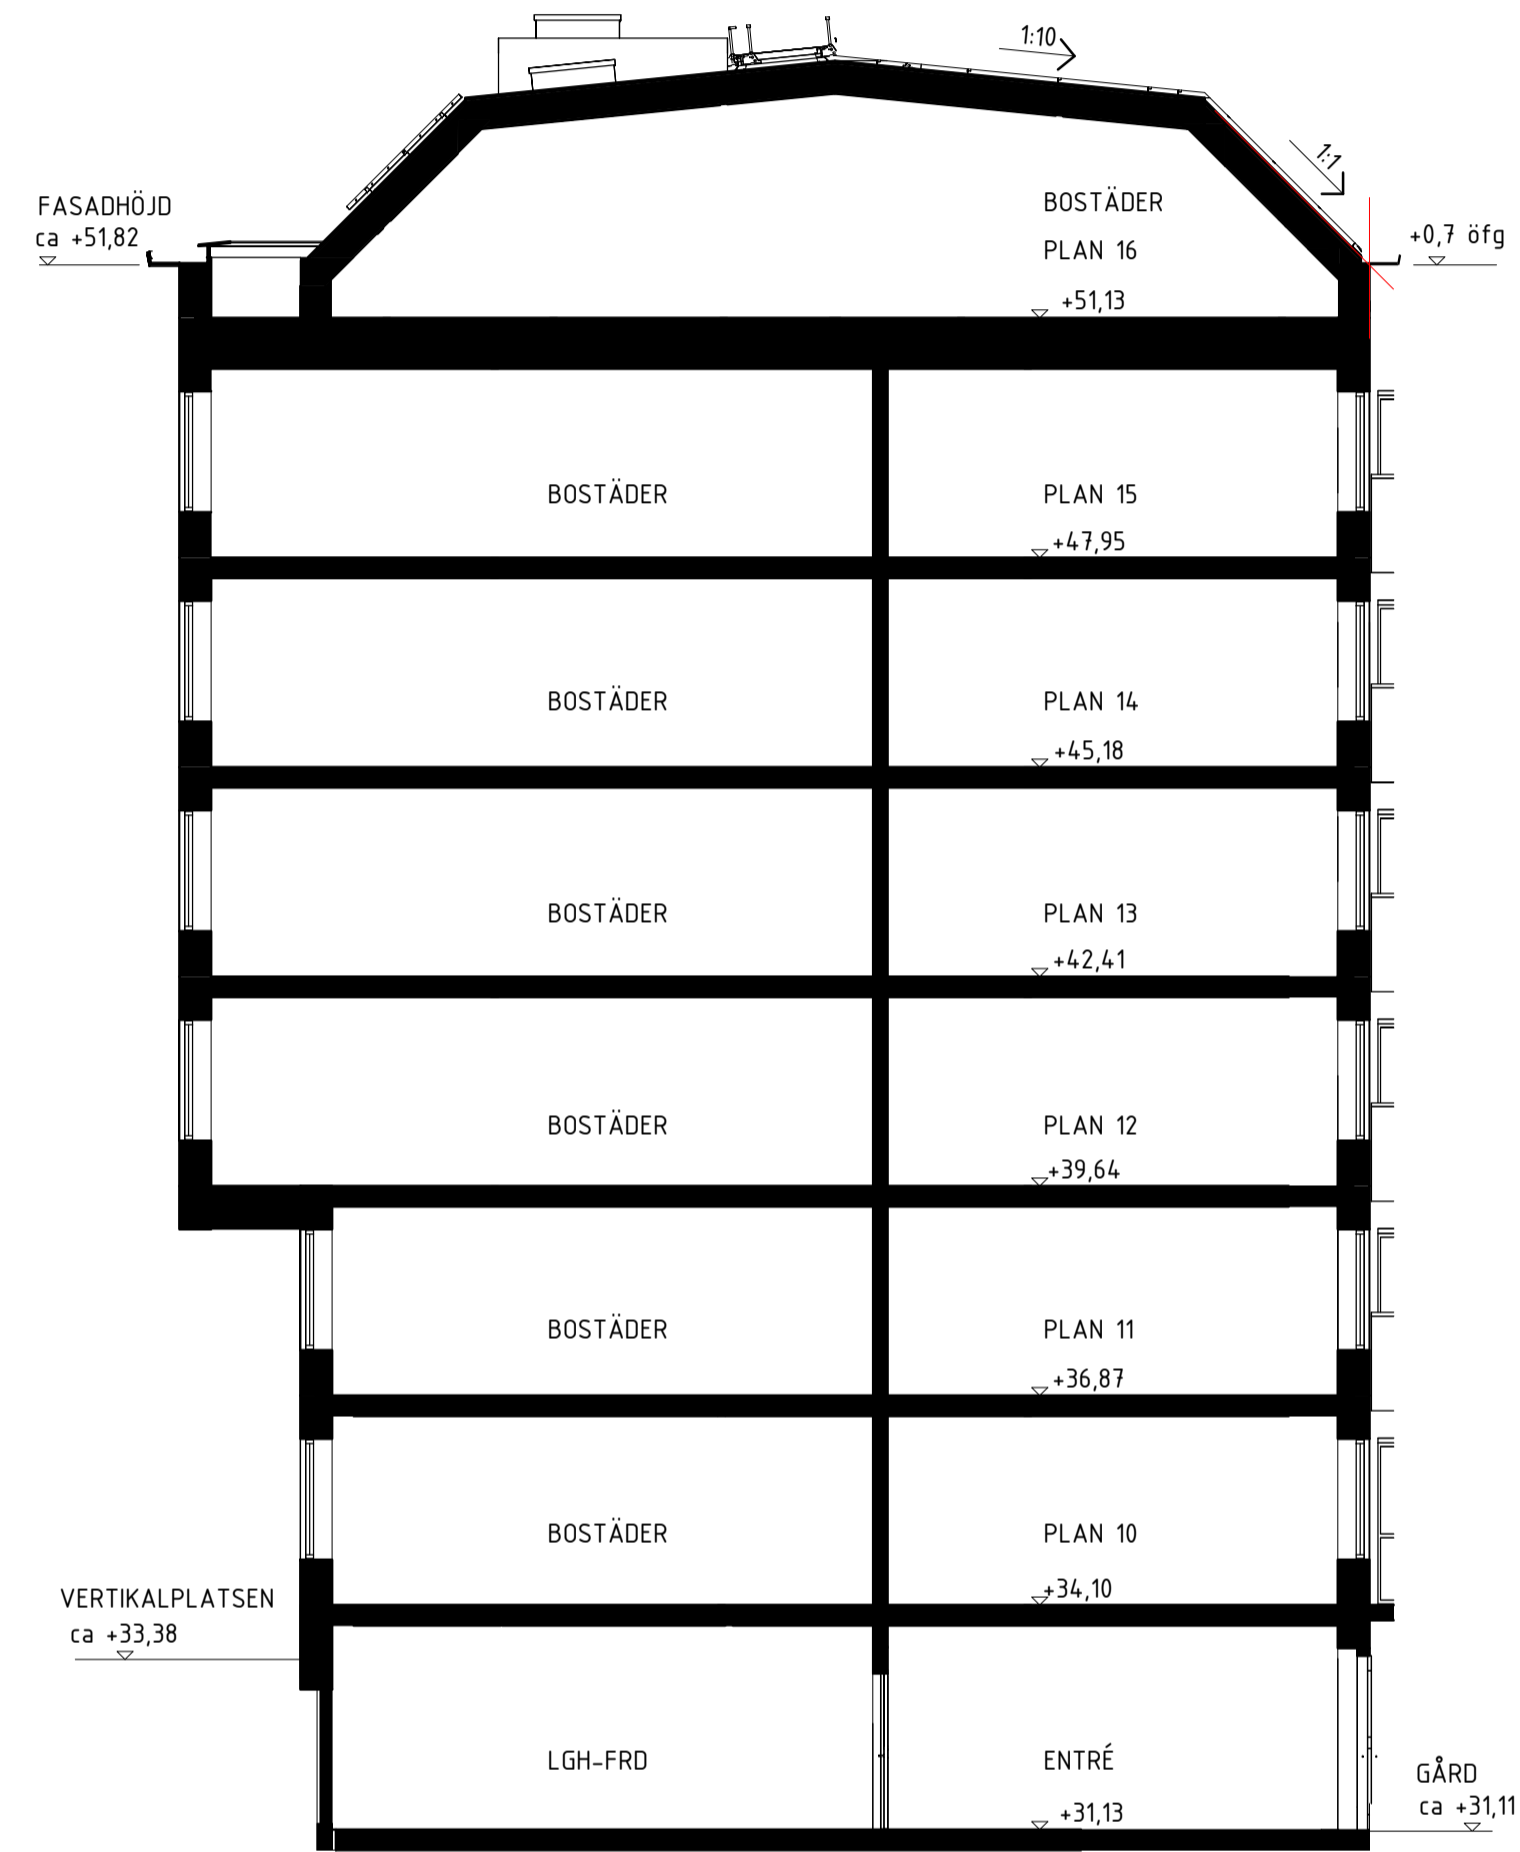 1:10
1:1
FASADHÖJD
ca +51,82
BOSTÄDER
PLAN 16
+51,13
+0,7 öfg
BOSTÄDER
PLAN 15
+47,95
BOSTÄDER
PLAN 14
+45,18
BOSTÄDER
PLAN 13
+42,41
BOSTÄDER
PLAN 12
+39,64
BOSTÄDER
PLAN 11
+36,87
BOSTÄDER
PLAN 10
+34,10
VERTIKALPLATSEN
ca +33,38
LGH-FRD
ENTRÉ
+31,13
GÅRD
ca +31,11